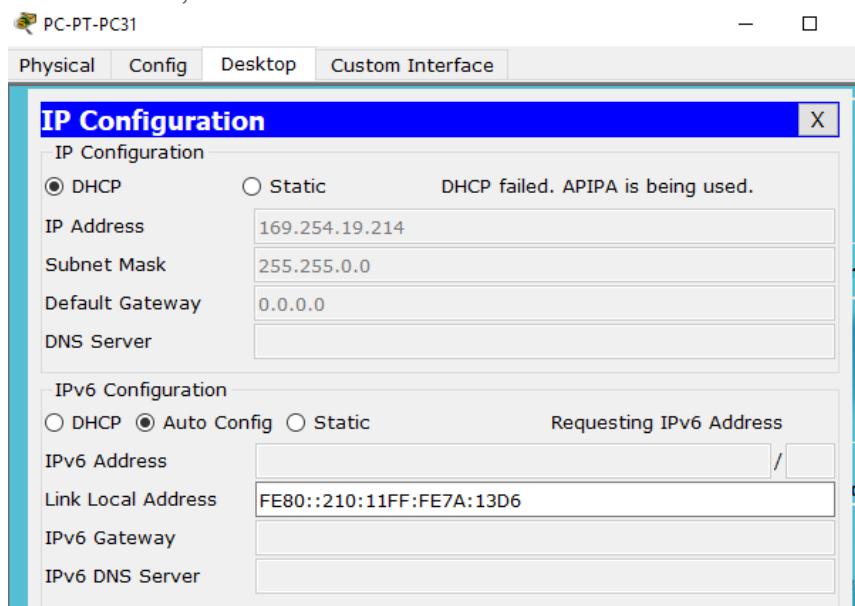 PC-PT-PC31
Physical Config Desktop Custom Interface
IP Configuration X
IP Configuration
DHCP Static DHCP failed. APIPA is being used.
IP Address 169.254.19.214
Subnet Mask 255.255.0.0
Default Gateway 0.0.0.0
DNS Server
IPv6 Configuration
DHCP Auto Config Static Requesting IPv6 Address
IPv6 Address /
Link Local Address FE80::210:11FF:FE7A:13D6
IPv6 Gateway
IPv6 DNS Server